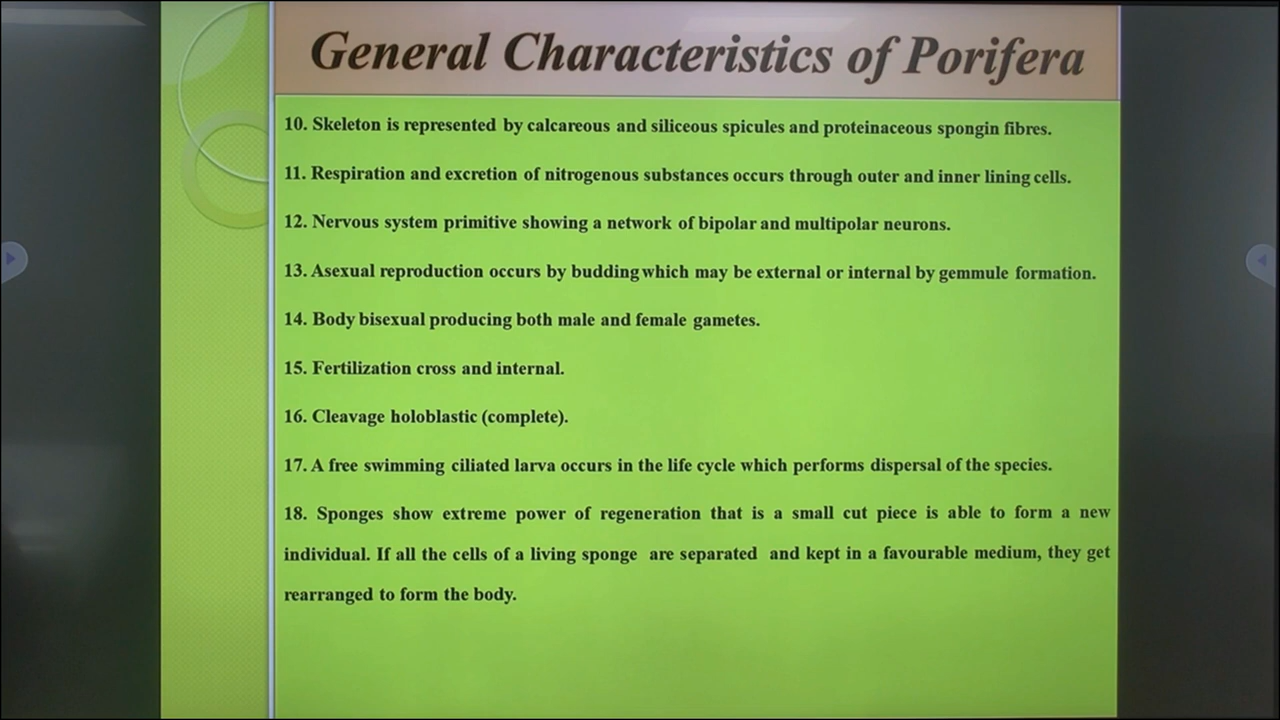 General Characteristics of Porifera
10. Skeleton is represented by calcareous and siliceous spicules and proteinaceous spongin fibres.
11. Respiration and excretion of nitrogenous substances occurs through outer and inner lining cells.
12. Nervous system primitive showing a network of bipolar and multipolar neurons.
13. Asexual reproduction occurs by budding which may be external or internal by gemmule formation.
14. Body bisexual producing both male and female gametes.
15. Fertilization cross and internal.
16. Cleavage holoblastic (complete).
17. A free swimming ciliated larva occurs in the life cycle which performs dispersal of the species.
18. Sponges show extreme power of regeneration that is a small cut piece is able to form a new
individual. If all the cells of a living sponge are separated and kept in a favourable medium, they get
rearranged to form the body.